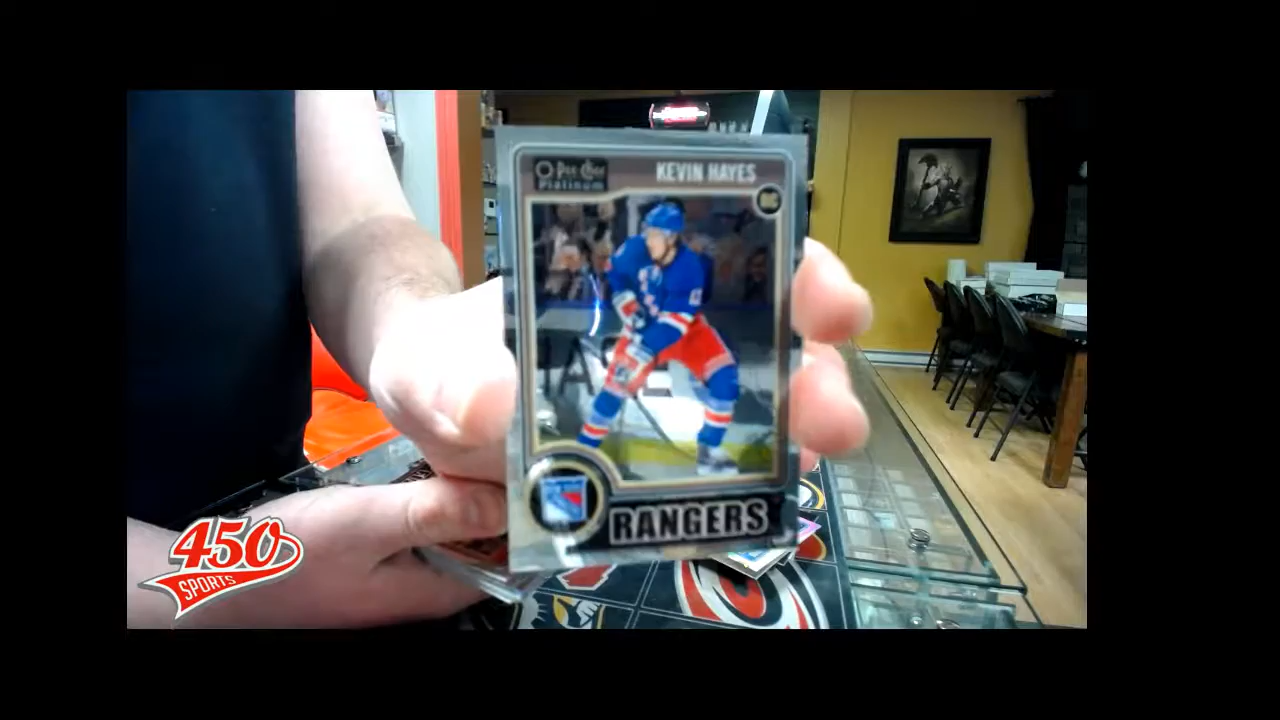 O Pee Chee
Platinum
KEVIN HAYES
RC
RANGERS
450
SPORTS